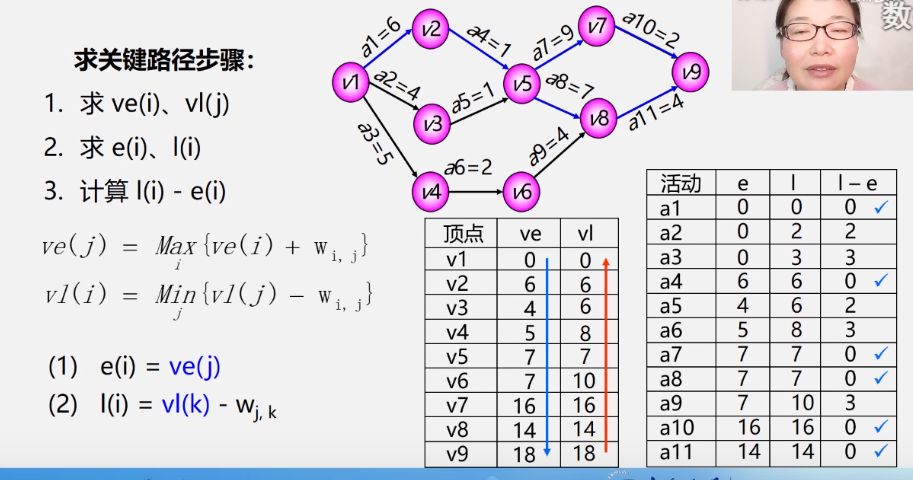 数
求关键路径步骤：
1. 求 ve(i)、vl(j)
2. 求 e(i)、l(i)
3. 计算 l(i) - e(i)
ve(j) = Max{ve(i) + w i, j}
i
vl(i) = Min{vl(j) − w i, j}
j
(1) e(i) = ve(j)
(2) l(i) = vl(k) - w j, k
v1
v2
v3
v4
v5
v6
v7
v8
v9
a1=6
a2=4
a3=5
a4=1
a5=1
a6=2
a7=9
a8=7
a9=4
a10=2
a11=4
顶点 ve vl
v1 0 0
v2 6 6
v3 4 6
v4 5 8
v5 7 7
v6 7 10
v7 16 16
v8 14 14
v9 18 18
活动 e l l – e
a1 0 0 0 ✓
a2 0 2 2
a3 0 3 3
a4 6 6 0 ✓
a5 4 6 2
a6 5 8 3
a7 7 7 0 ✓
a8 7 7 0 ✓
a9 7 10 3
a10 16 16 0 ✓
a11 14 14 0 ✓